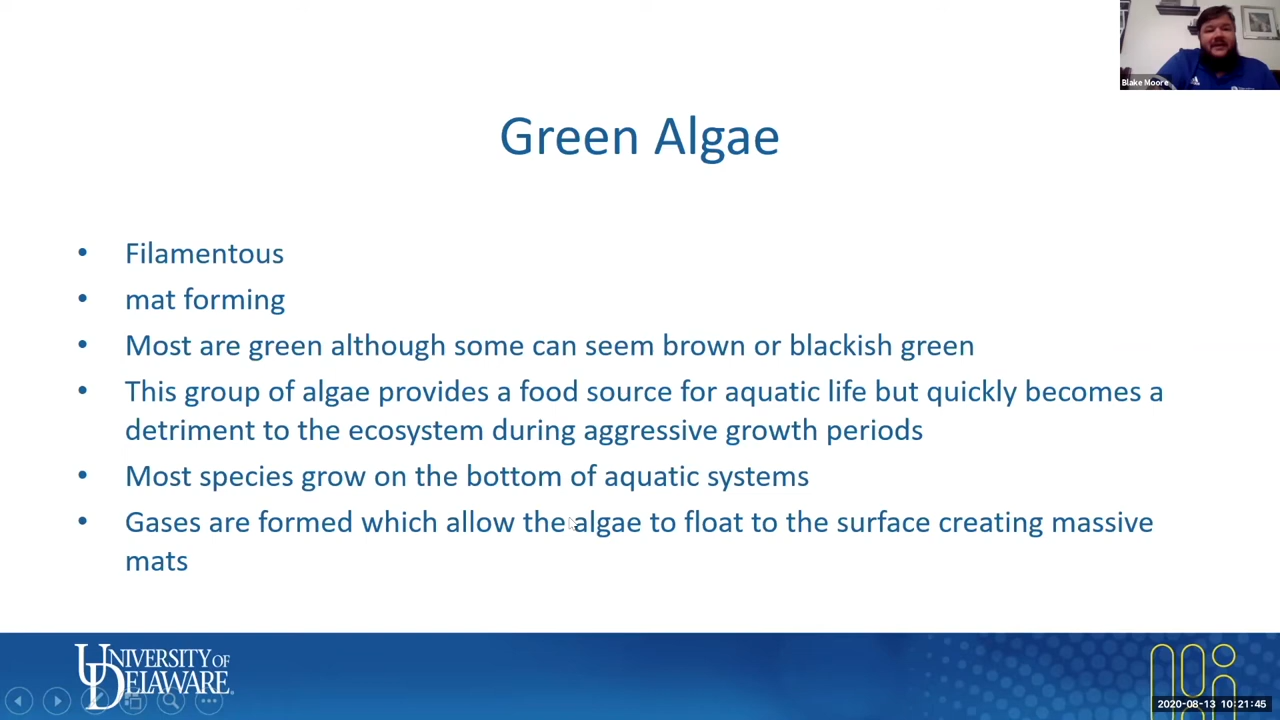 Blake Moore
Green Algae
• Filamentous
• mat forming
• Most are green although some can seem brown or blackish green
• This group of algae provides a food source for aquatic life but quickly becomes a
detriment to the ecosystem during aggressive growth periods
• Most species grow on the bottom of aquatic systems
• Gases are formed which allow the algae to float to the surface creating massive
mats
UNIVERSITY OF
DELAWARE
2020-08-13 10:21:45